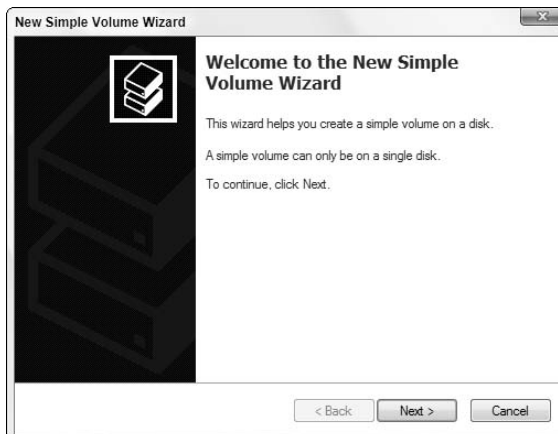 New Simple Volume Wizard
Welcome to the New Simple
Volume Wizard
This wizard helps you create a simple volume on a disk.
A simple volume can only be on a single disk.
To continue, click Next.
< Back Next > Cancel